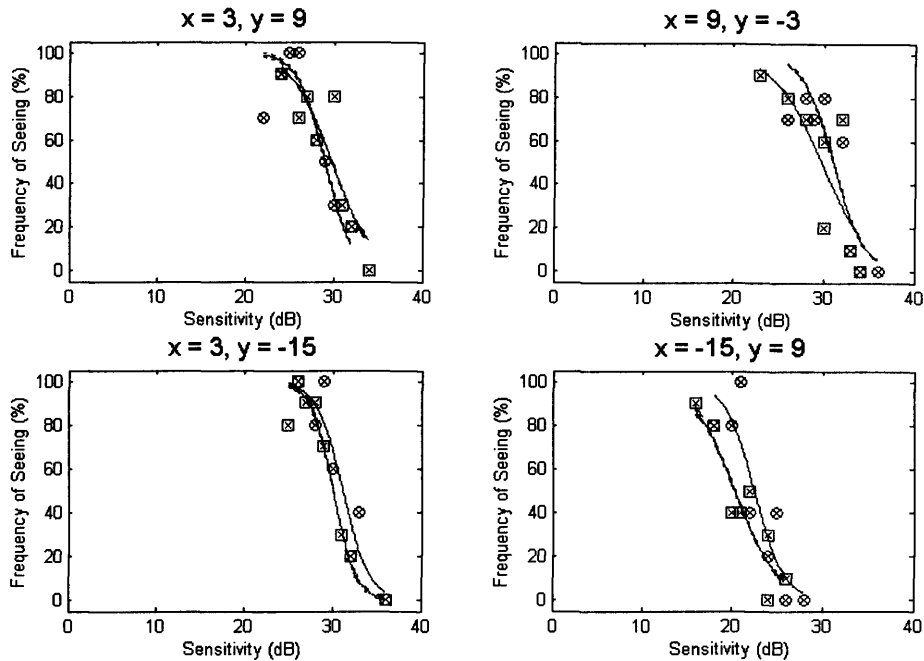 x = 3, y = 9
Frequency of Seeing (%)
100
80
60
40
20
0
0 10 20 30 40
Sensitivity (dB)
x = 9, y = -3
Frequency of Seeing (%)
100
80
60
40
20
0
0 10 20 30 40
Sensitivity (dB)
x = 3, y = -15
Frequency of Seeing (%)
100
80
60
40
20
0
0 10 20 30 40
Sensitivity (dB)
x = -15, y = 9
Frequency of Seeing (%)
100
80
60
40
20
0
0 10 20 30 40
Sensitivity (dB)